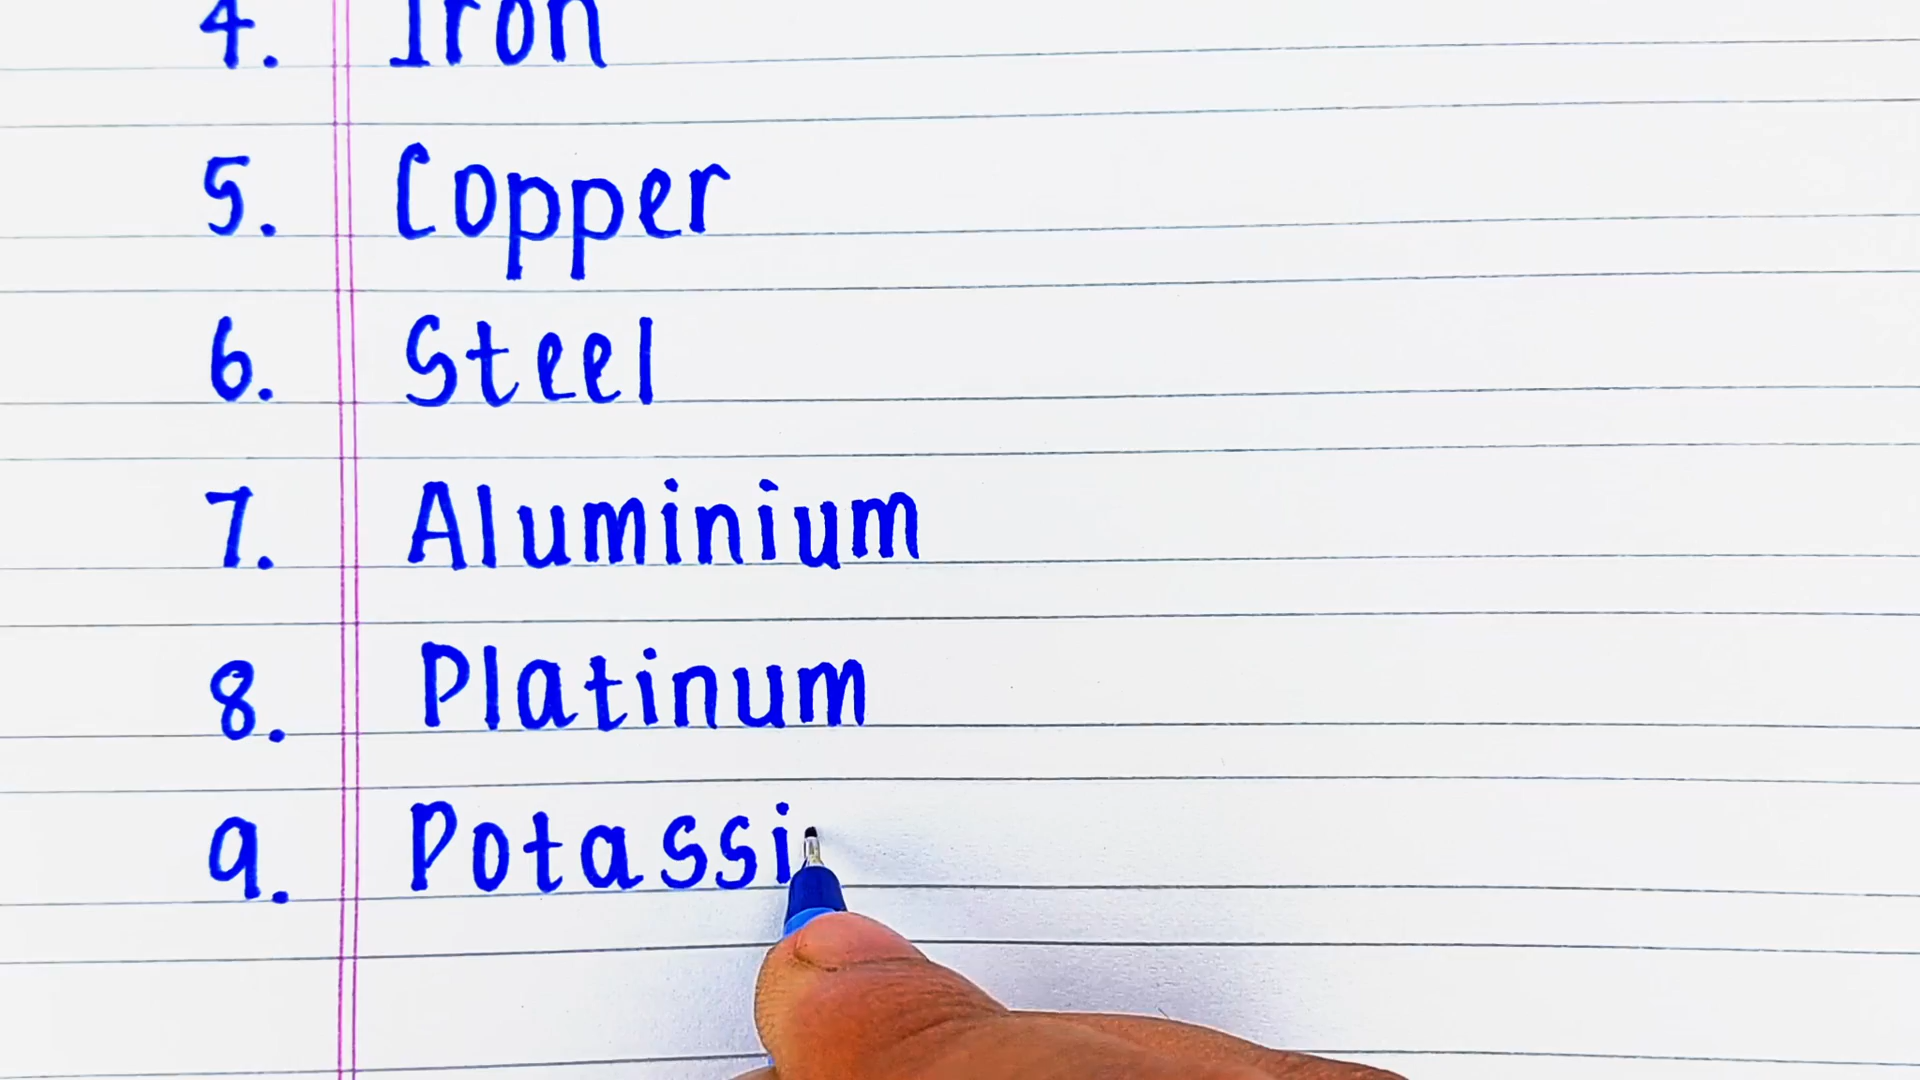 4. Iron
5. Copper
6. Steel
7. Aluminium
8. Platinum
9. Potassi